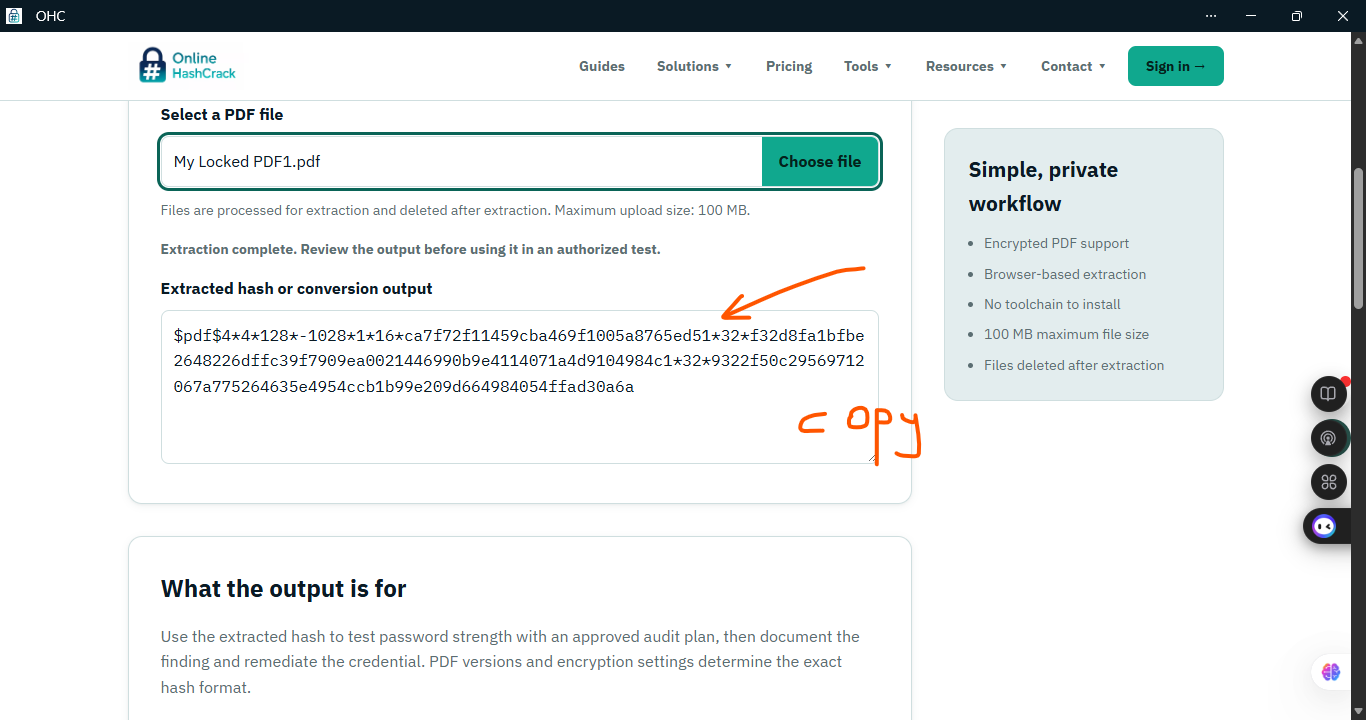 OHC
Online
HashCrack
Guides
Solutions
Pricing
Tools
Resources
Contact
Sign in →
Select a PDF file
My Locked PDF1.pdf
Choose file
Files are processed for extraction and deleted after extraction. Maximum upload size: 100 MB.
Extraction complete. Review the output before using it in an authorized test.
Extracted hash or conversion output
$pdf$4*4*128*-1028*1*16*ca7f72f11459cba469f1005a8765ed51*32*f32d8fa1bfbe
2648226dffc39f7909ea0021446990b9e4114071a4d9104984c1*32*9322f50c29569712
067a775264635e4954ccb1b99e209d664984054ffad30a6a
copy
What the output is for
Use the extracted hash to test password strength with an approved audit plan, then document the
finding and remediate the credential. PDF versions and encryption settings determine the exact
hash format.
Simple, private
workflow
Encrypted PDF support
Browser-based extraction
No toolchain to install
100 MB maximum file size
Files deleted after extraction